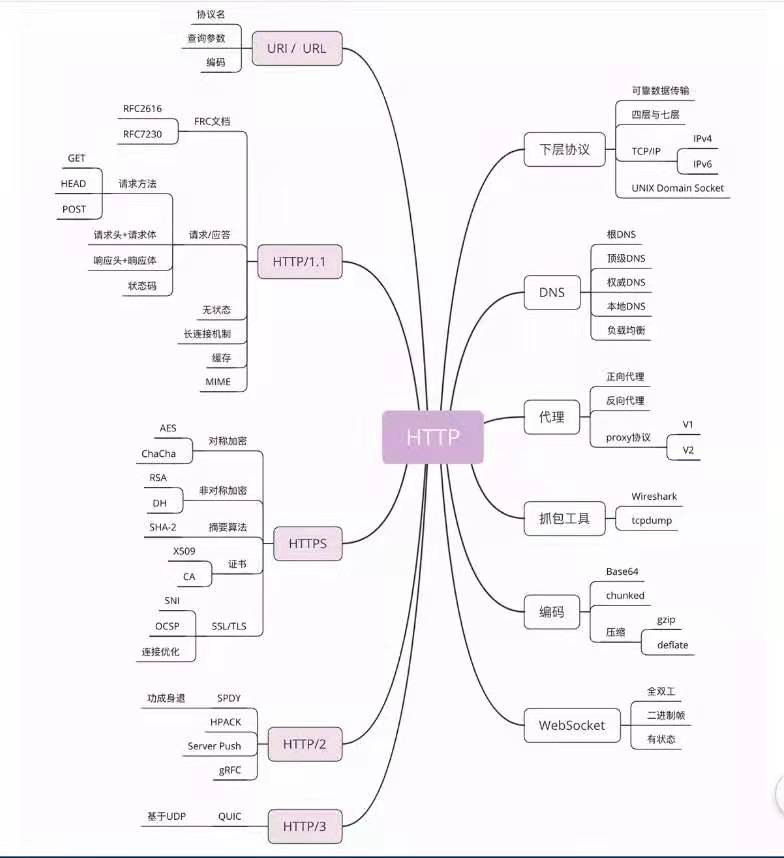 HTTP
URI / URL
协议名
查询参数
编码
HTTP/1.1
FRC文档
RFC2616
RFC7230
请求/应答
请求方法
GET
HEAD
POST
请求头+请求体
响应头+响应体
状态码
无状态
长连接机制
缓存
MIME
HTTPS
对称加密
AES
ChaCha
非对称加密
RSA
DH
摘要算法
SHA-2
证书
X509
CA
SSL/TLS
SNI
OCSP
连接优化
HTTP/2
SPDY
功成身退
HPACK
Server Push
gRFC
HTTP/3
QUIC
基于UDP
下层协议
可靠数据传输
四层与七层
TCP/IP
IPv4
IPv6
UNIX Domain Socket
DNS
根DNS
顶级DNS
权威DNS
本地DNS
负载均衡
代理
正向代理
反向代理
proxy协议
V1
V2
抓包工具
Wireshark
tcpdump
编码
Base64
chunked
压缩
gzip
deflate
WebSocket
全双工
二进制帧
有状态